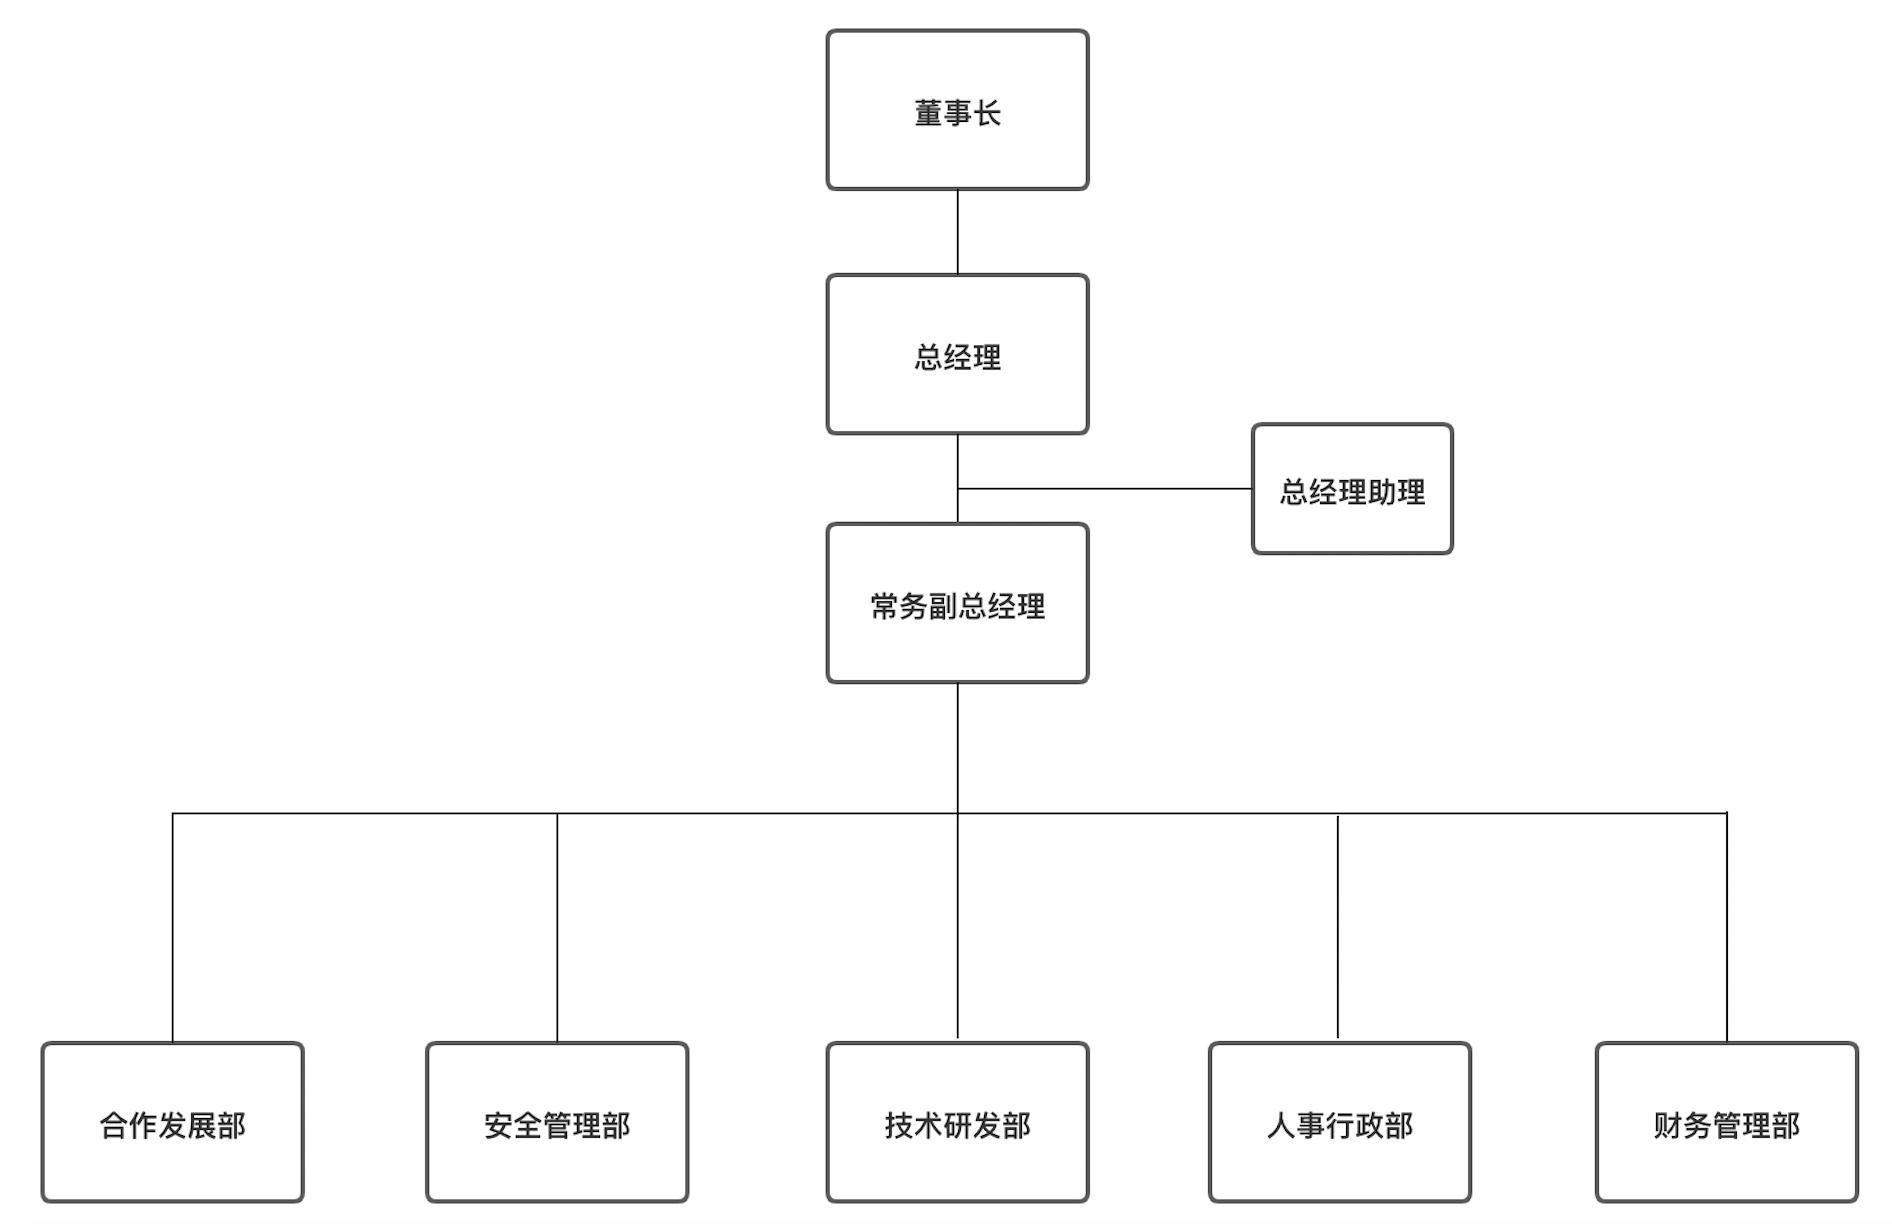 董事长
总经理
总经理助理
常务副总经理
合作发展部
安全管理部
技术研发部
人事行政部
财务管理部